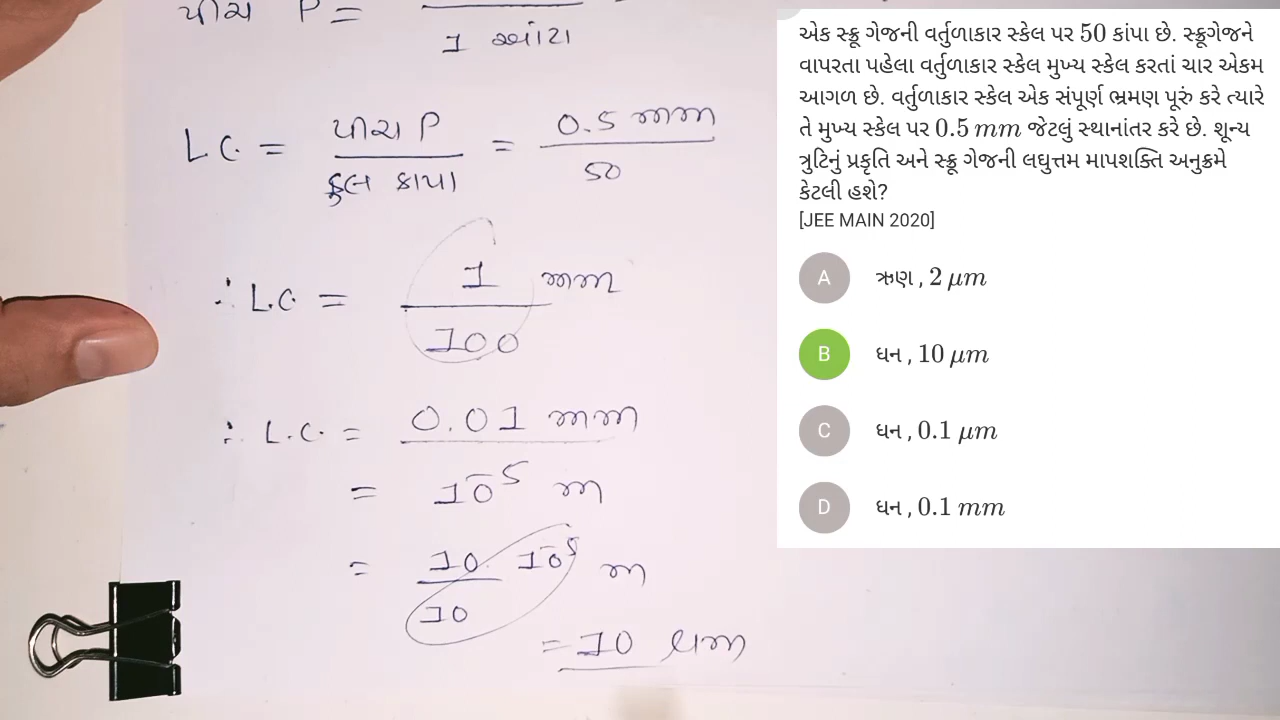 પીચ P =
1 આંટા
LC. = પીચ P / કુલ કાપા = 0.5 mm / 50
∴ L.C = 1 / 100 mm
∴ L.C. = 0.01 mm
= 10⁻⁵ m
= 10 / 10 10⁻⁵ m
= 10 μm
એક સ્ક્રૂ ગેજની વર્તુળાકાર સ્કેલ પર 50 કાંપા છે. સ્ક્રૂગેજને
વાપરતા પહેલા વર્તુળાકાર સ્કેલ મુખ્ય સ્કેલ કરતાં ચાર એકમ
આગળ છે. વર્તુળાકાર સ્કેલ એક સંપૂર્ણ ભ્રમણ પૂરું કરે ત્યારે
તે મુખ્ય સ્કેલ પર 0.5 mm જેટલું સ્થાનાંતર કરે છે. શૂન્ય
ત્રુટિનું પ્રકૃતિ અને સ્ક્રૂ ગેજની લઘુત્તમ માપશક્તિ અનુક્રમે
કેટલી હશે?
[JEE MAIN 2020]
A ઋણ , 2 μm
B ધન , 10 μm
C ધન , 0.1 μm
D ધન , 0.1 mm